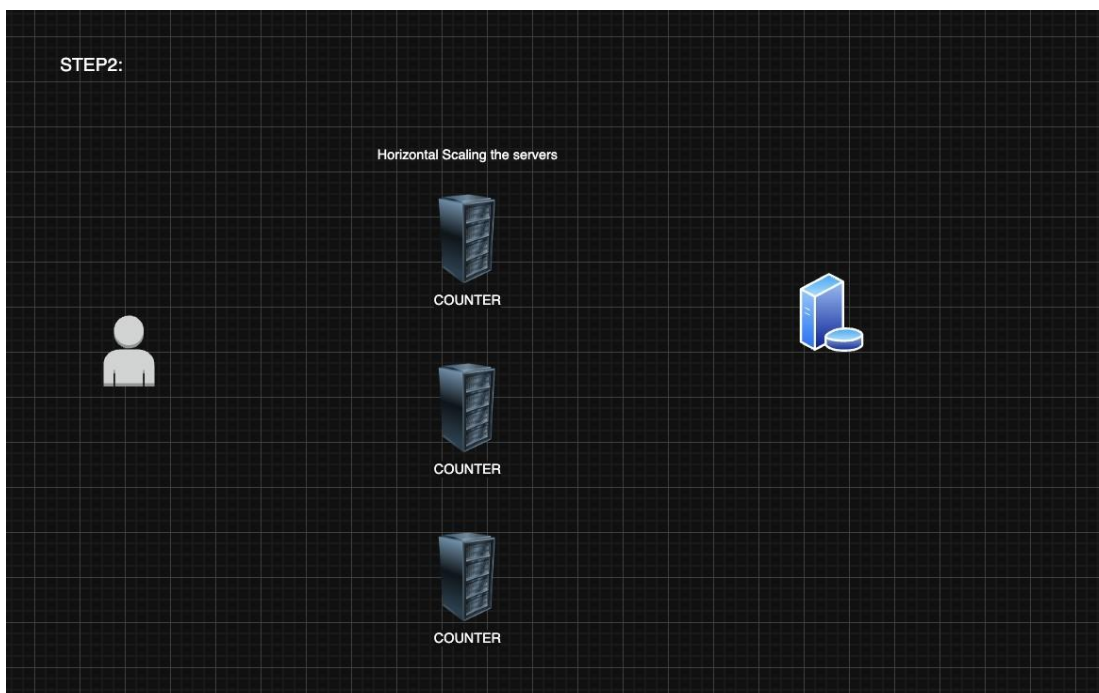 STEP2:
Horizontal Scaling the servers
COUNTER
COUNTER
COUNTER